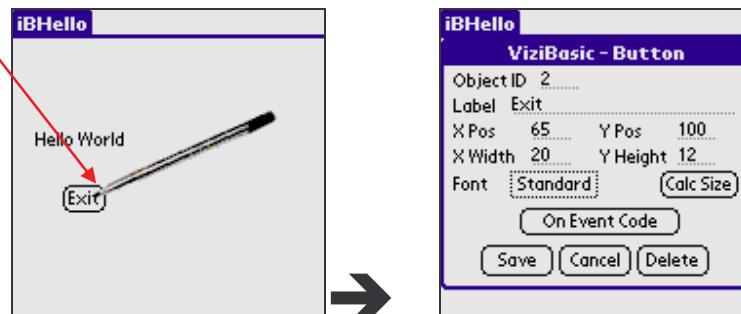 iBHello
Hello World
Exit
iBHello
ViziBasic - Button
Object ID 2
Label Exit
X Pos 65 Y Pos 100
X Width 20 Y Height 12
Font Standard Calc Size
On Event Code
Save Cancel Delete